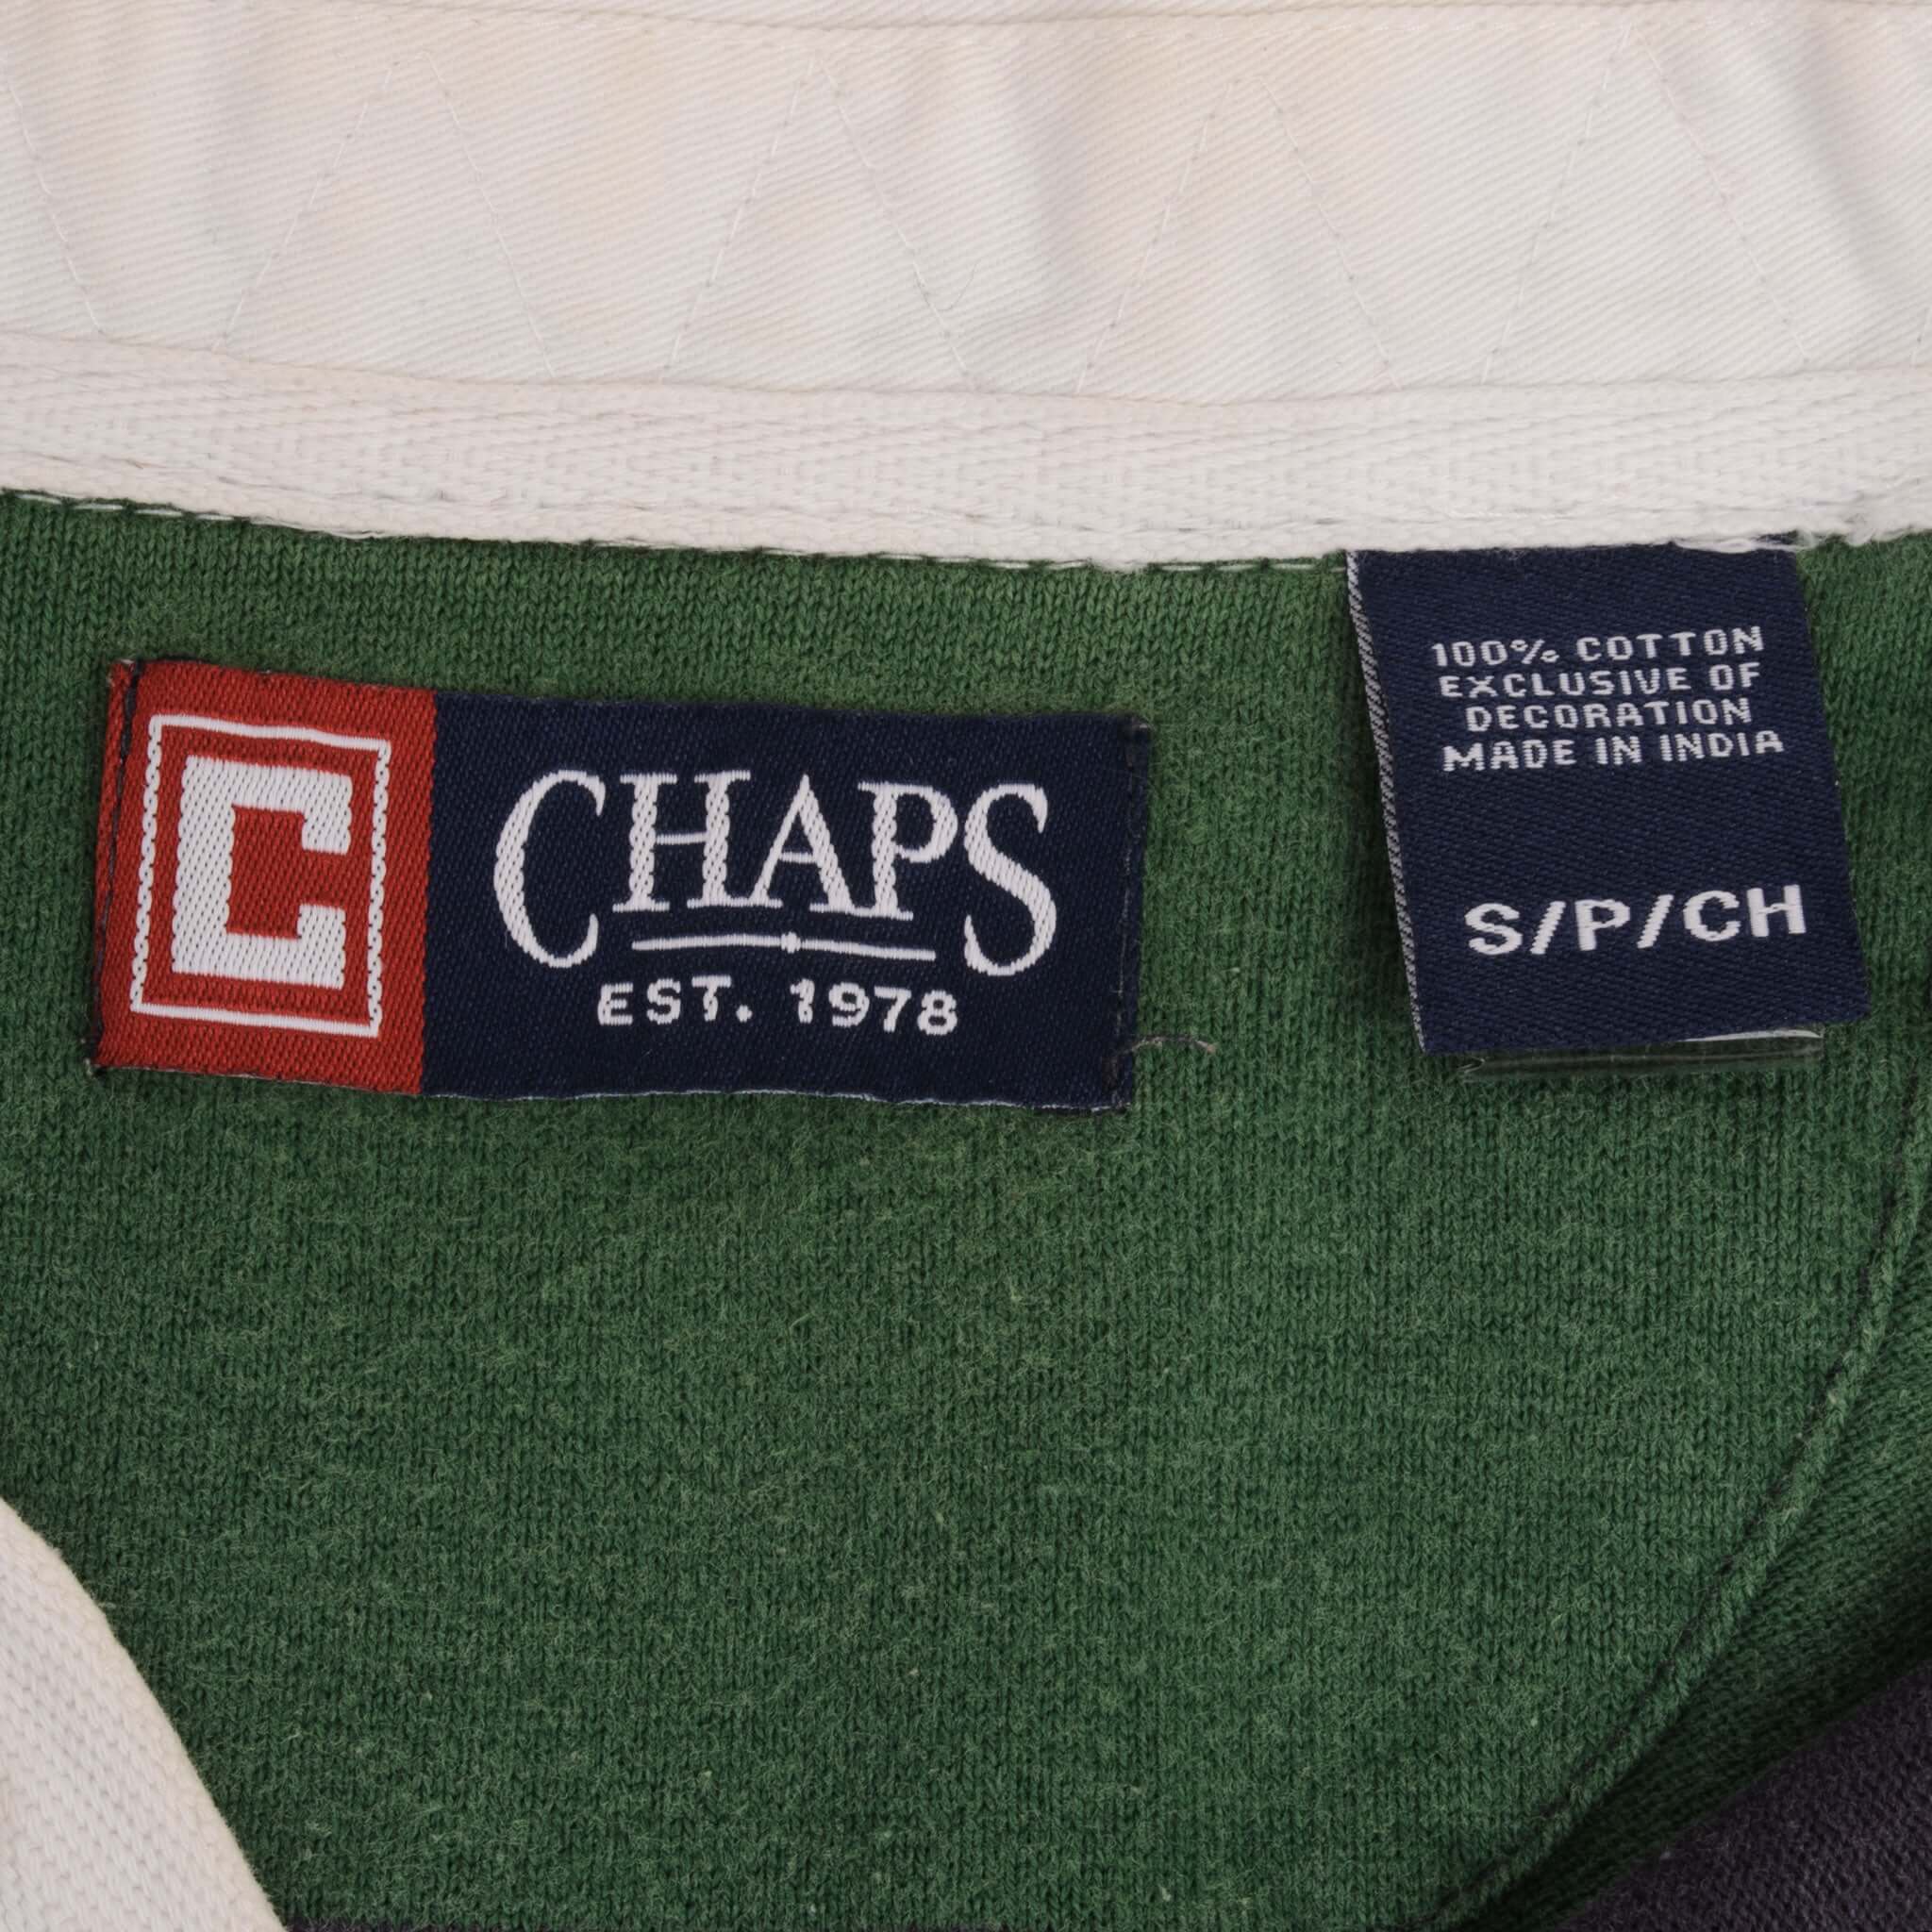 C
CHAPS
EST. 1978
100% COTTON
EXCLUSIVE OF
DECORATION
MADE IN INDIA
S/P/CH